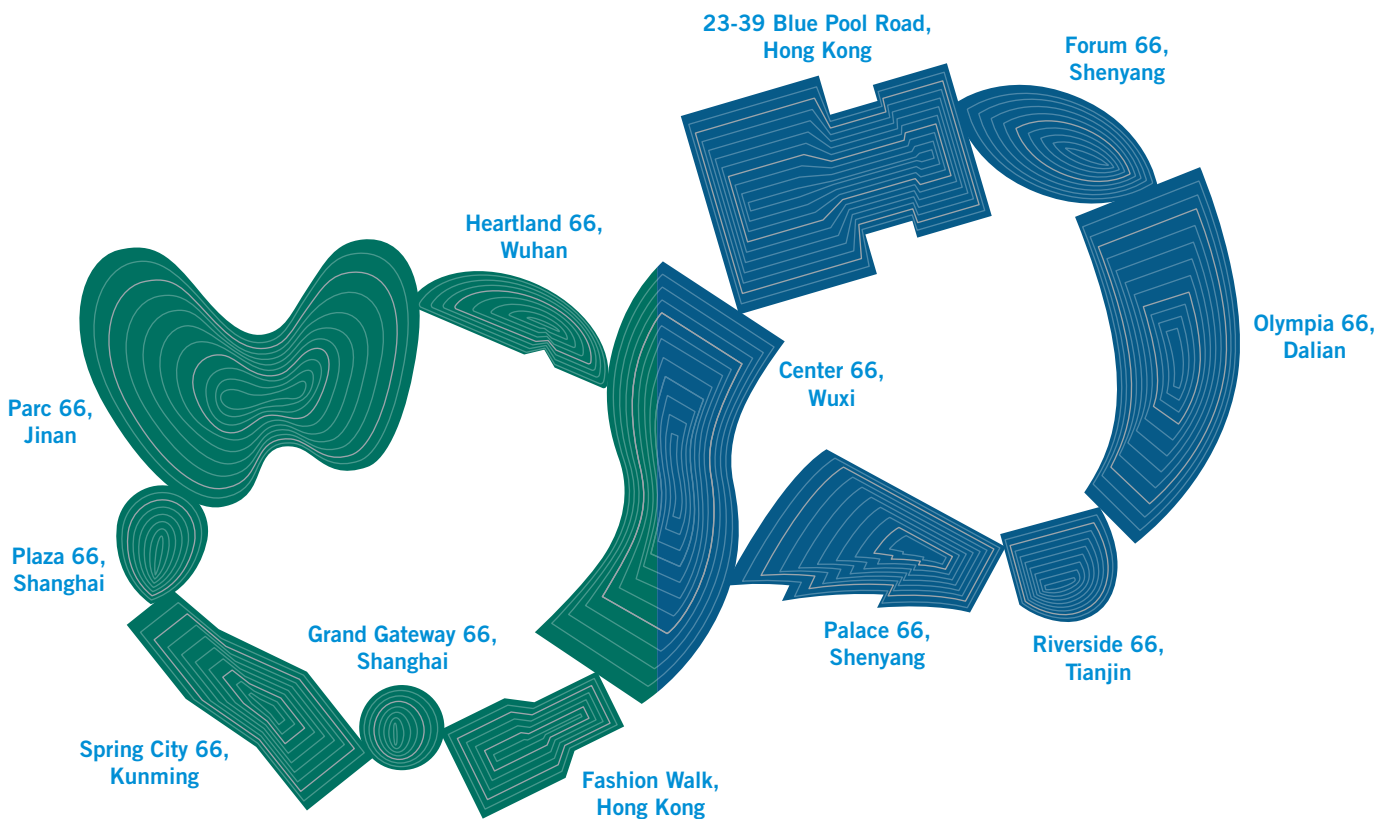 23-39 Blue Pool Road,
Hong Kong
Forum 66,
Shenyang
Heartland 66,
Wuhan
Olympia 66,
Dalian
Center 66,
Wuxi
Parc 66,
Jinan
Plaza 66,
Shanghai
Grand Gateway 66,
Shanghai
Palace 66,
Shenyang
Riverside 66,
Tianjin
Spring City 66,
Kunming
Fashion Walk,
Hong Kong